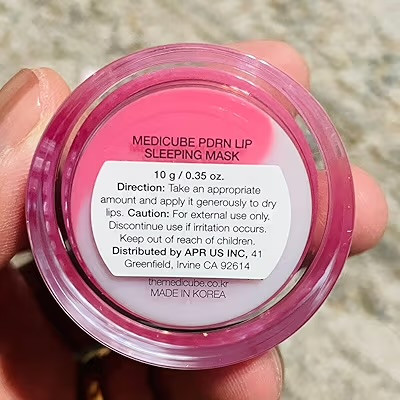 MEDICUBE PDRN LIP
SLEEPING MASK
10 g / 0.35 oz.
Direction: Take an appropriate
amount and apply it generously to dry
lips. Caution: For external use only.
Discontinue use if irritation occurs.
Keep out of reach of children.
Distributed by APR US INC, 41
Greenfield, Irvine CA 92614
themedicube.co.kr
MADE IN KOREA